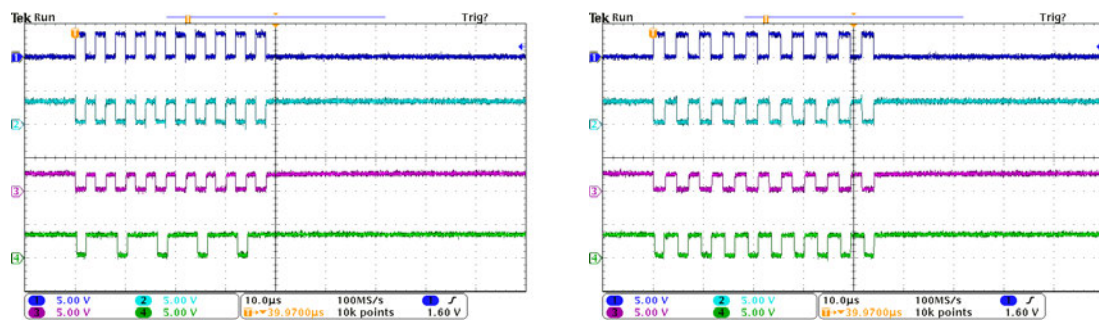 Tek Run Trig?
T
1
2
3
4
1 5.00 V 2 5.00 V 10.0µs 100MS/s 1 ʃ
3 5.00 V 4 5.00 V T→▼39.9700µs 10k points 1.60 V
Tek Run Trig?
T
1
2
3
4
1 5.00 V 2 5.00 V 10.0µs 100MS/s 1 ʃ
3 5.00 V 4 5.00 V T→▼39.9700µs 10k points 1.60 V